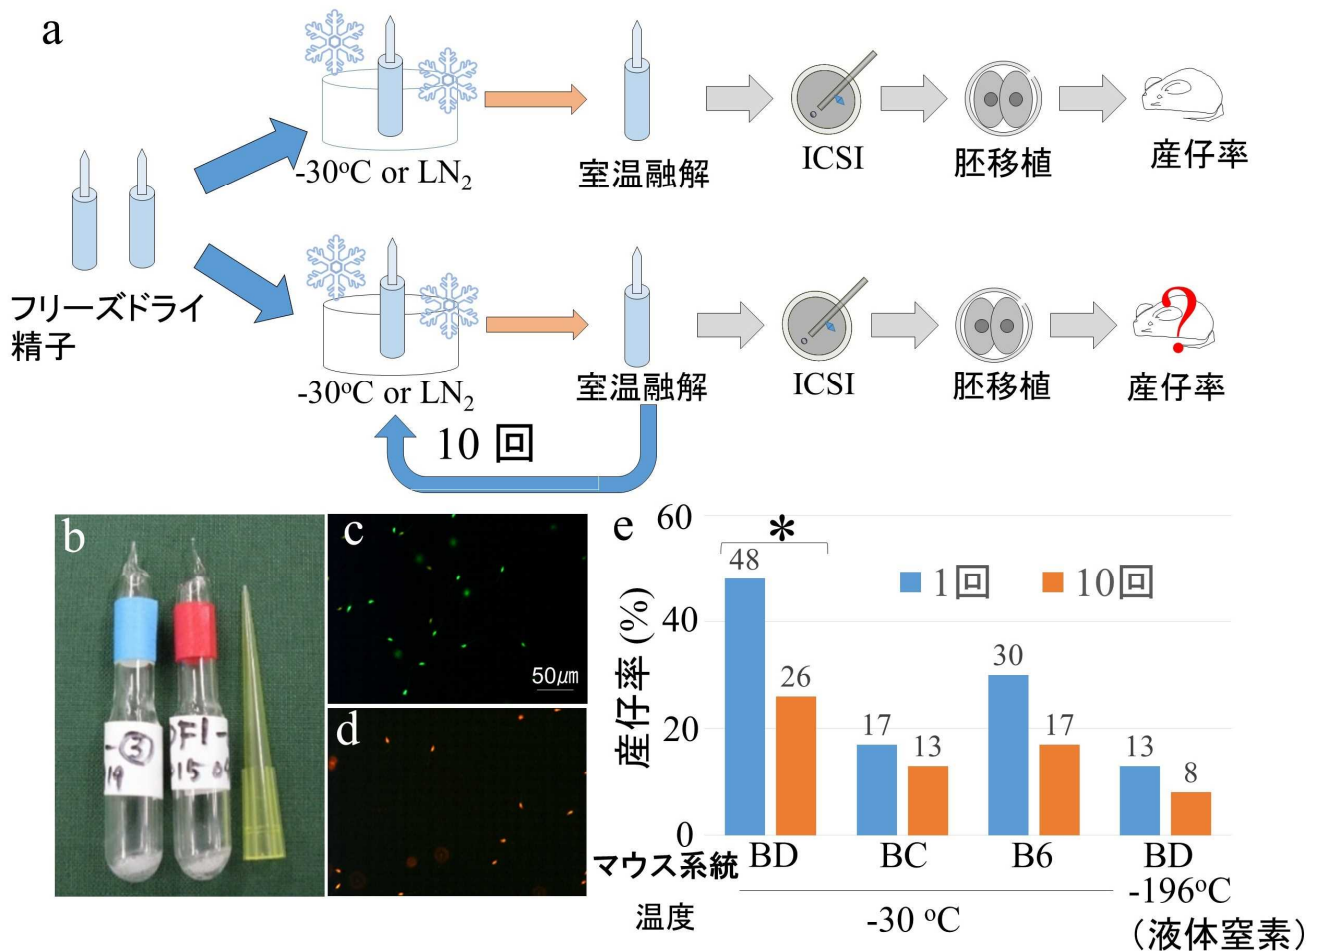 a
-30°C or LN₂
室温融解
ICSI
胚移植
産仔率
フリーズドライ
精子
-30°C or LN₂
室温融解
ICSI
胚移植
?
産仔率
10 回
b
-③
019
DF1-
c
50μm
d
e
産仔率 (%)
60
40
20
0
*
1回
10回
48
26
17
13
30
17
13
8
マウス系統
BD
BC
B6
BD
温度
-30 °C
-196°C
(液体窒素)